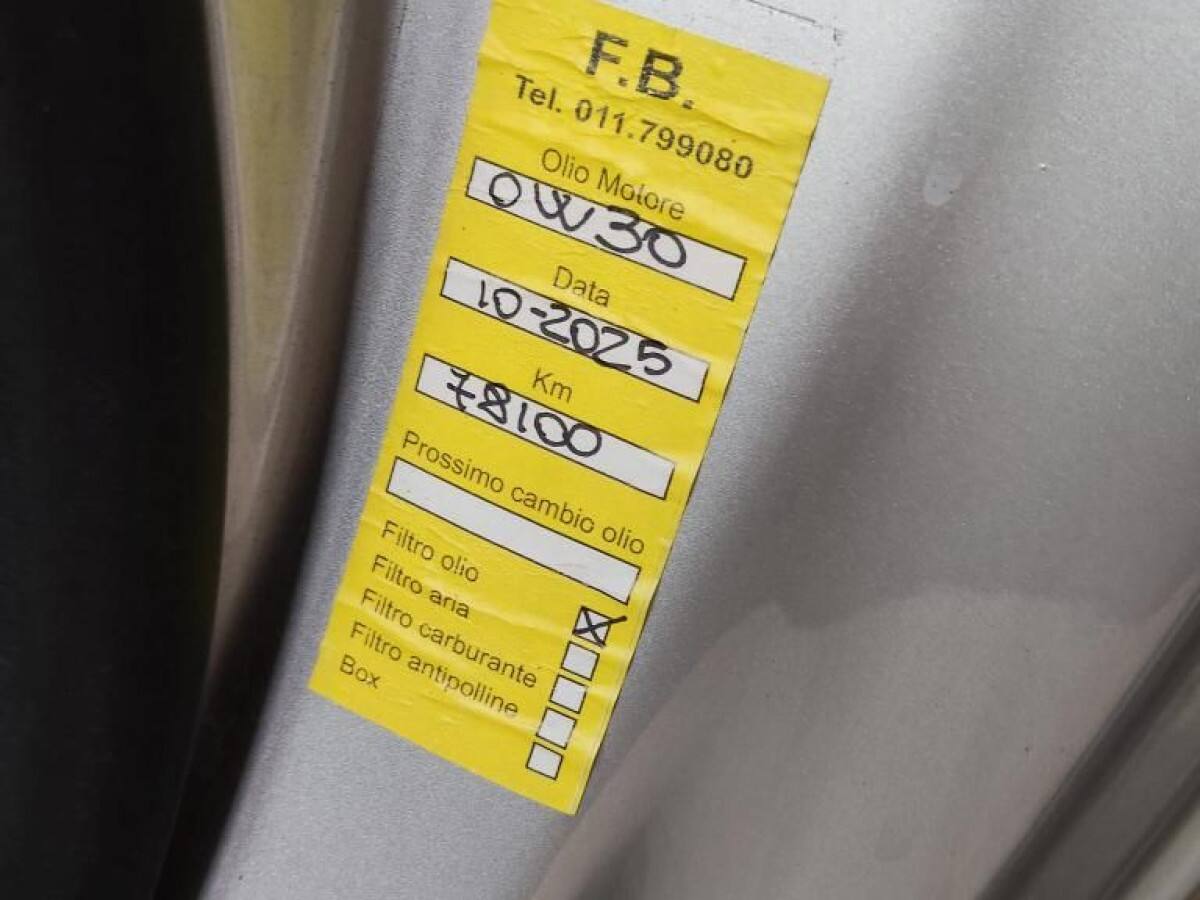 F.B.
Tel. 011.799080
Olio Motore
0W30
Data
10-2025
Km
78100
Prossimo cambio olio
Filtro olio
Filtro aria
Filtro carburante
Filtro antipolline
Box